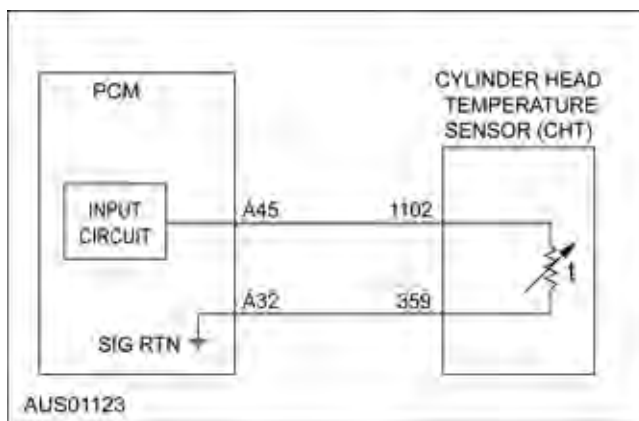 PCM
CYLINDER HEAD
TEMPERATURE
SENSOR (CHT)
INPUT
CIRCUIT
A45
1102
t
A32
359
SIG RTN
AUS01123